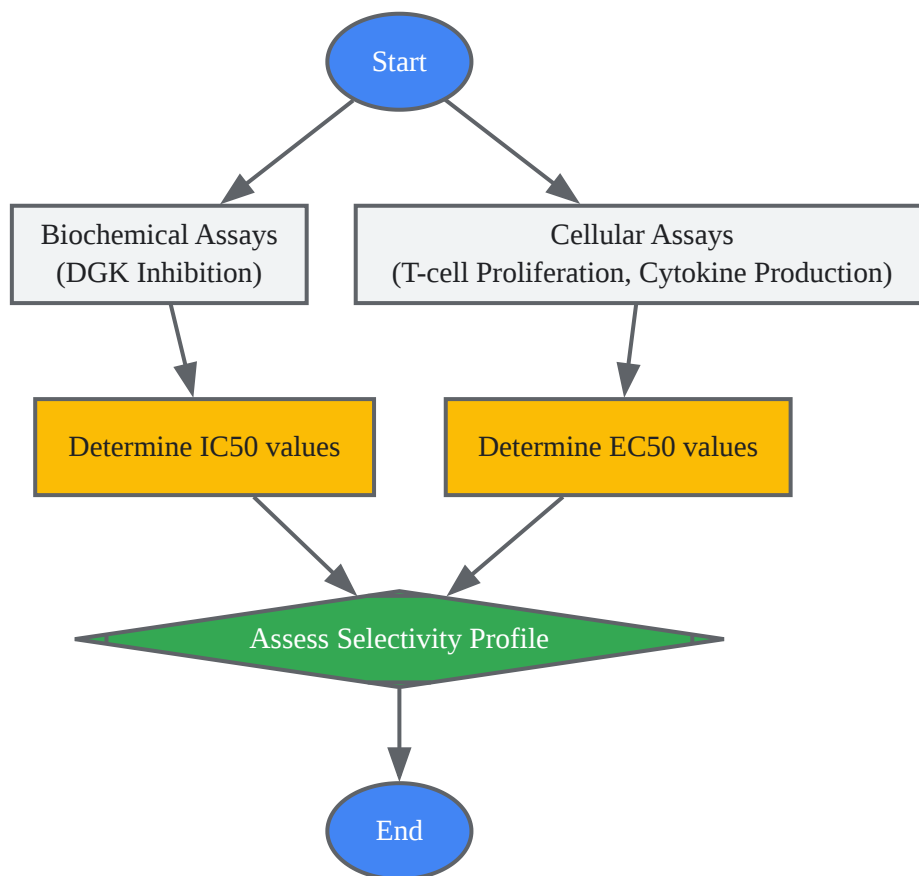 Start
Biochemical Assays
(DGK Inhibition)
Cellular Assays
(T-cell Proliferation, Cytokine Production)
Determine IC50 values
Determine EC50 values
Assess Selectivity Profile
End